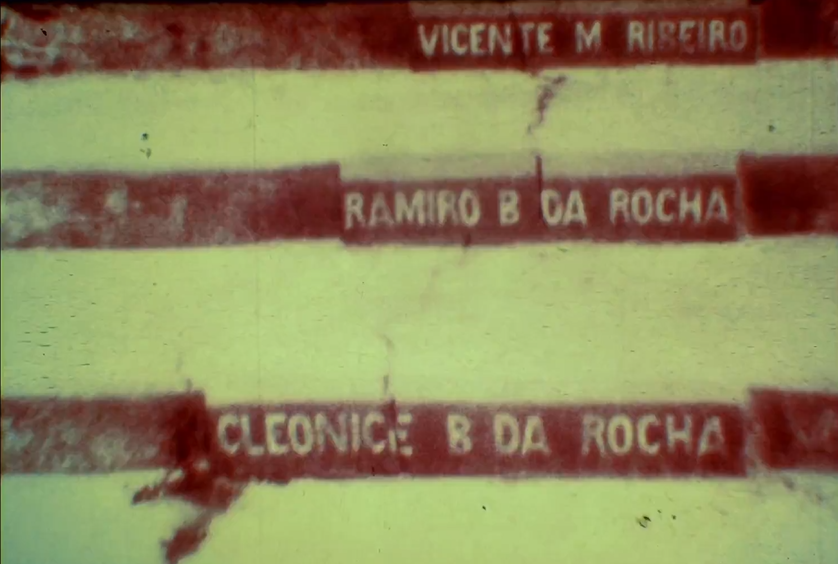 VICENTE M RIBEIRO
RAMIRO B DA ROCHA
CLEONICE B DA ROCHA